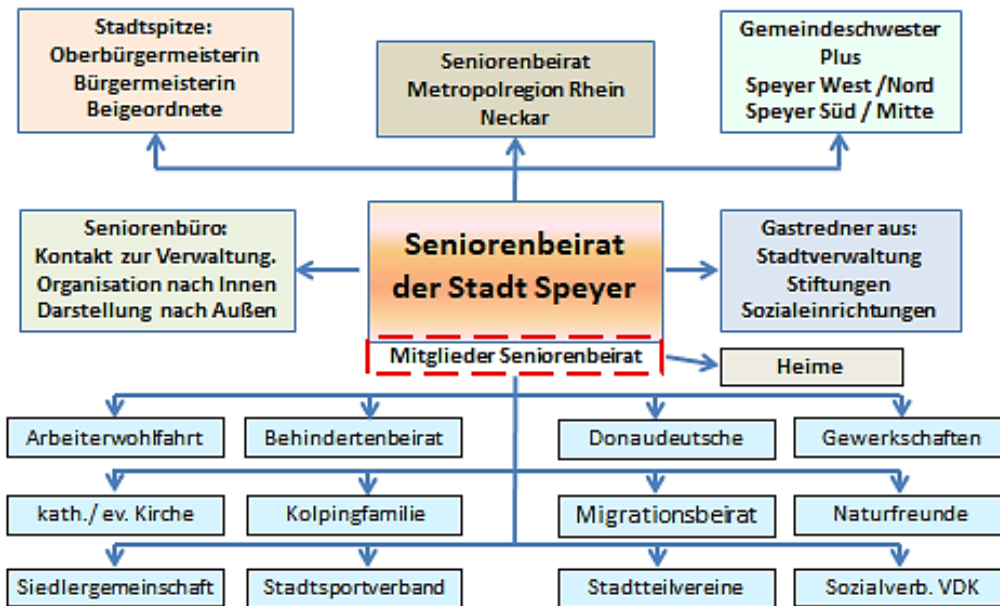 Stadtspitze:
Oberbürgermeisterin
Bürgermeisterin
Beigeordnete
Seniorenbeirat
Metropolregion Rhein
Neckar
Gemeindeschwester
Plus
Speyer West /Nord
Speyer Süd / Mitte
Seniorenbüro:
Kontakt zur Verwaltung.
Organisation nach Innen
Darstellung nach Außen
Seniorenbeirat
der Stadt Speyer
Gastredner aus:
Stadtverwaltung
Stiftungen
Sozialeinrichtungen
Mitglieder Seniorenbeirat
Heime
Arbeiterwohlfahrt
Behindertenbeirat
Donaudeutsche
Gewerkschaften
kath./ ev. Kirche
Kolpingfamilie
Migrationsbeirat
Naturfreunde
Siedlergemeinschaft
Stadtsportverband
Stadtteilvereine
Sozialverb. VDK